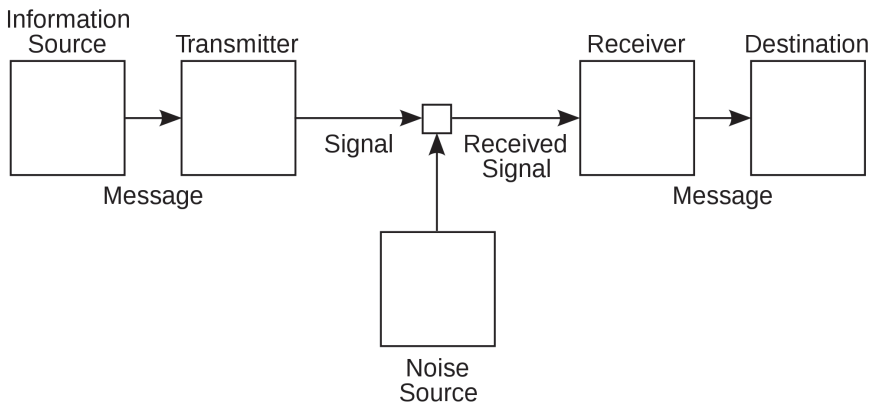 Information
Source
Transmitter
Receiver
Destination
Signal
Received
Signal
Message
Message
Noise
Source